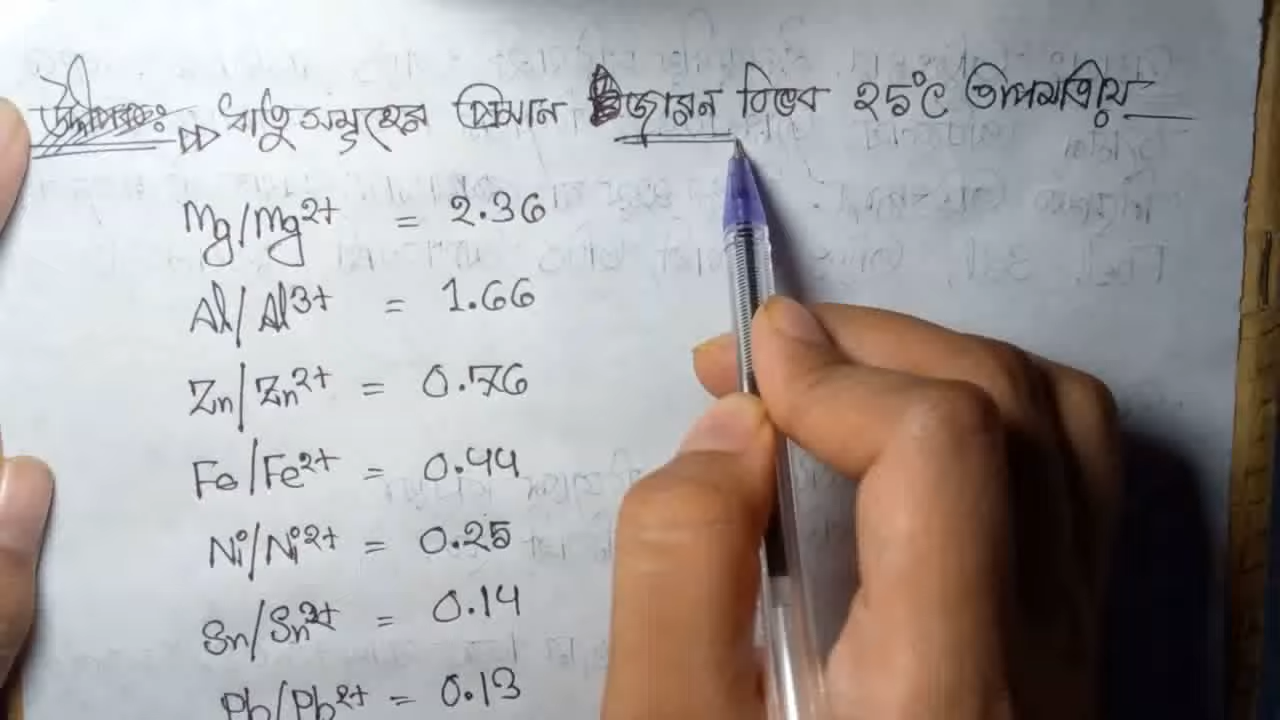 ▷▷ ধাতুসমূহের প্রমান জারন বিভব ২5°C তাপমাত্রায়
Mg/Mg2+ = 2.36
Al/Al3+ = 1.66
Zn/Zn2+ = 0.76
Fe/Fe2+ = 0.44
Ni/Ni2+ = 0.25
Sn/Sn2+ = 0.14
Pb/Pb2+ = 0.13